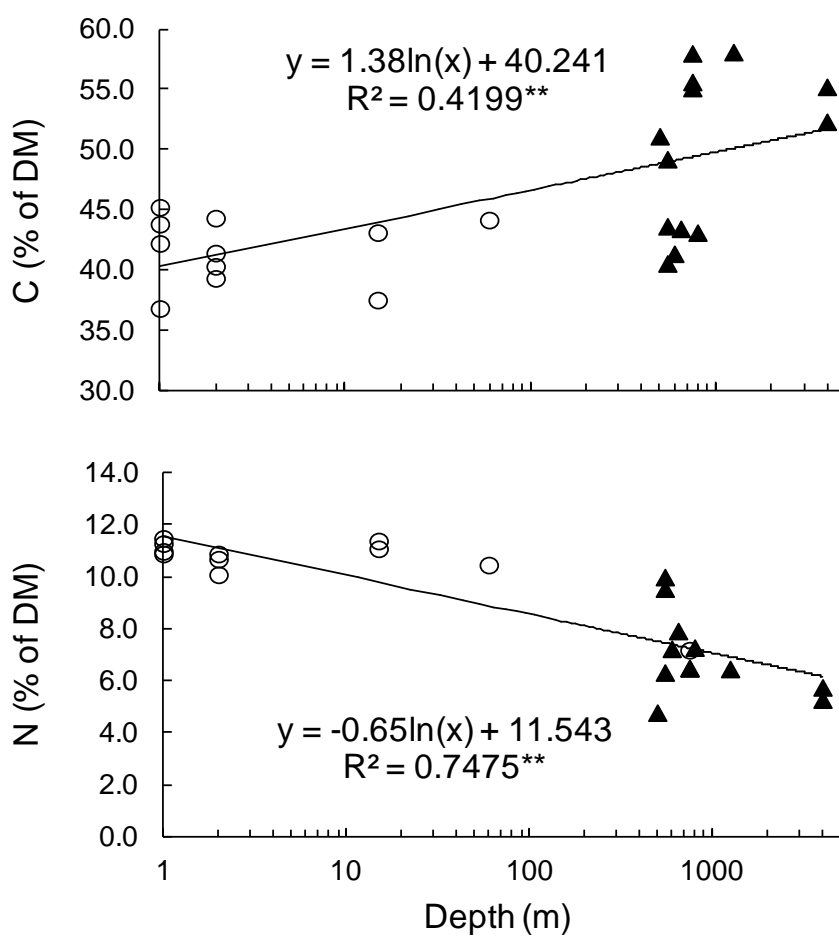 60.0
55.0
50.0
45.0
40.0
35.0
30.0
C (% of DM)
y = 1.38ln(x) + 40.241
R² = 0.4199**
14.0
12.0
10.0
8.0
6.0
4.0
2.0
0.0
N (% of DM)
y = -0.65ln(x) + 11.543
R² = 0.7475**
1 10 100 1000
Depth (m)